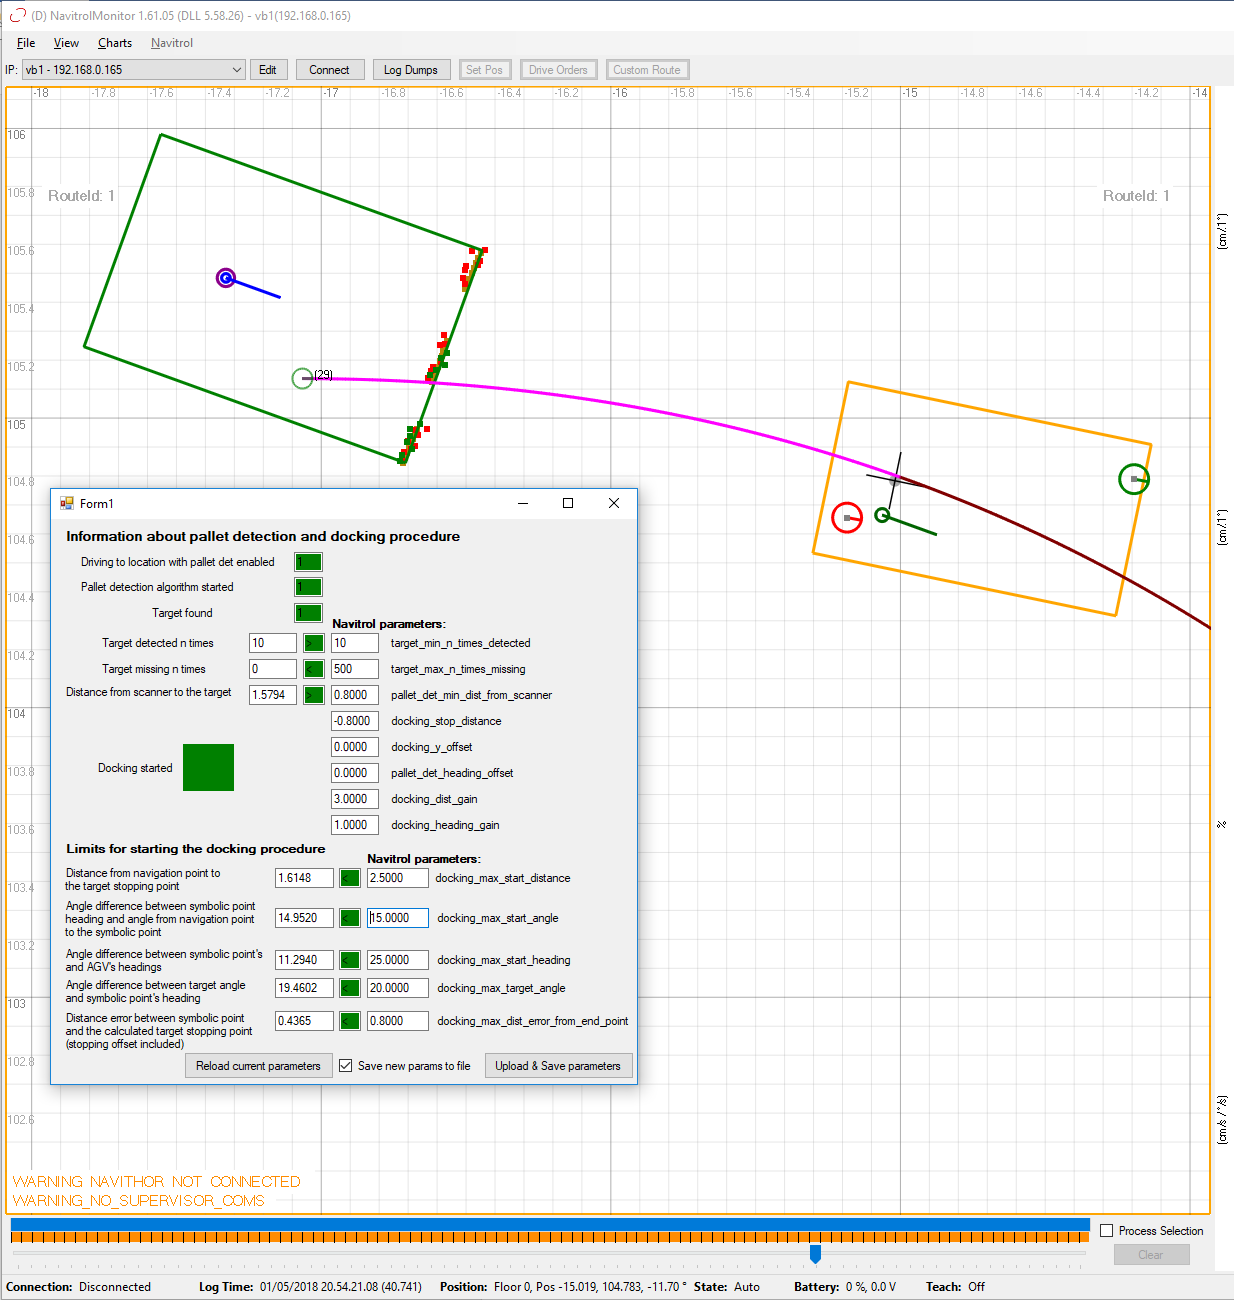 (D) NavitrolMonitor 1.61.05 (DLL 5.58.26) - vb1(192.168.0.165)
File View Charts Navitrol
IP: vb1 - 192.168.0.165 Edit Connect Log Dumps Set Pos Drive Orders Custom Route
-18 -17.8 -17.6 -17.4 -17.2 -17 -16.8 -16.6 -16.4 -16.2 -16 -15.8 -15.6 -15.4 -15.2 -15 -14.8 -14.6 -14.4 -14.2 -14
106
105.8 RouteId: 1 RouteId: 1
(cm/1°)
105.6
105.4
105.2
(29)
105
104.8
104.6
(cm/1°)
104.4
104.2
104
103.8
103.6
%
103.4
103.2
103
102.8
102.6
(cm/s /°/s)
Form1
Information about pallet detection and docking procedure
Driving to location with pallet det enabled 1
Pallet detection algorithm started 1
Target found 1
Navitrol parameters:
Target detected n times 10 > 10 target_min_n_times_detected
Target missing n times 0 < 500 target_max_n_times_missing
Distance from scanner to the target 1.5794 > 0.8000 pallet_det_min_dist_from_scanner
-0.8000 docking_stop_distance
0.0000 docking_y_offset
Docking started
0.0000 pallet_det_heading_offset
3.0000 docking_dist_gain
1.0000 docking_heading_gain
Limits for starting the docking procedure
Navitrol parameters:
Distance from navigation point to
the target stopping point
1.6148 < 2.5000 docking_max_start_distance
Angle difference between symbolic point
heading and angle from navigation point
to the symbolic point
14.9520 < 15.0000 docking_max_start_angle
Angle difference between symbolic point's
and AGV's headings
11.2940 < 25.0000 docking_max_start_heading
Angle difference between target angle
and symbolic point's heading
19.4602 < 20.0000 docking_max_target_angle
Distance error between symbolic point
and the calculated target stopping point
(stopping offset included)
0.4365 < 0.8000 docking_max_dist_error_from_end_point
Reload current parameters Save new params to file Upload & Save parameters
WARNING NAVITHOR NOT CONNECTED
WARNING_NO_SUPERVISOR_COMS
Process Selection
Clear
Connection: Disconnected Log Time: 01/05/2018 20.54.21.08 (40.741) Position: Floor 0, Pos -15.019, 104.783, -11.70 ° State: Auto Battery: 0 %, 0.0 V Teach: Off